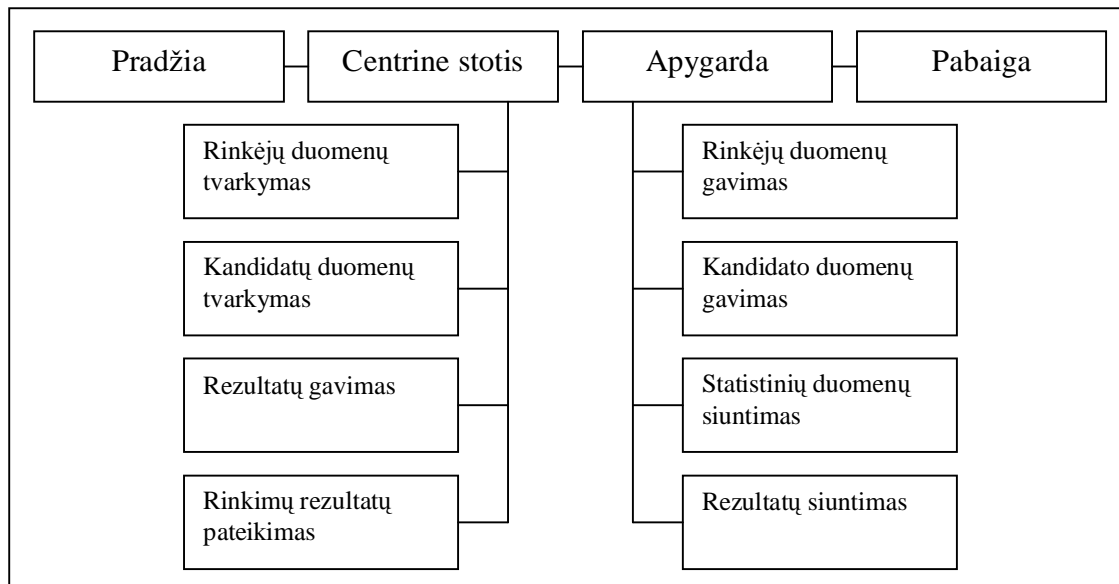 Pradžia
Centrine stotis
Apygarda
Pabaiga
Rinkėjų duomenų
tvarkymas
Kandidatų duomenų
tvarkymas
Rezultatų gavimas
Rinkimų rezultatų
pateikimas
Rinkėjų duomenų
gavimas
Kandidato duomenų
gavimas
Statistinių duomenų
siuntimas
Rezultatų siuntimas